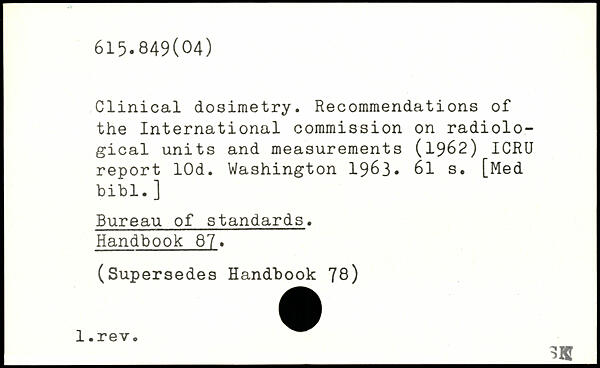 615.849(04)
Clinical dosimetry. Recommendations of
the International commission on radiolo-
gical units and measurements (1962) ICRU
report 10d. Washington 1963. 61 s. [Med
bibl.]
Bureau of standards.
Handbook 87.
(Supersedes Handbook 78)
1.rev.
SK